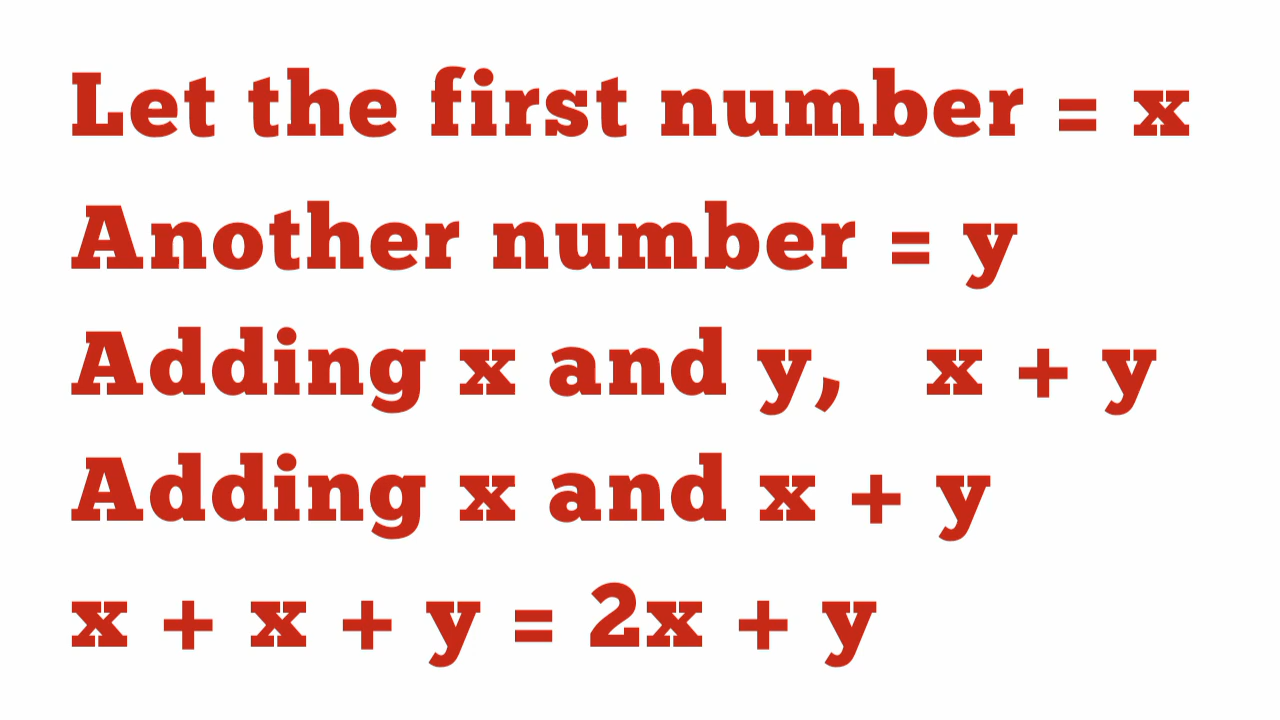 Let the first number = x
Another number = y
Adding x and y, x + y
Adding x and x + y
x + x + y = 2x + y